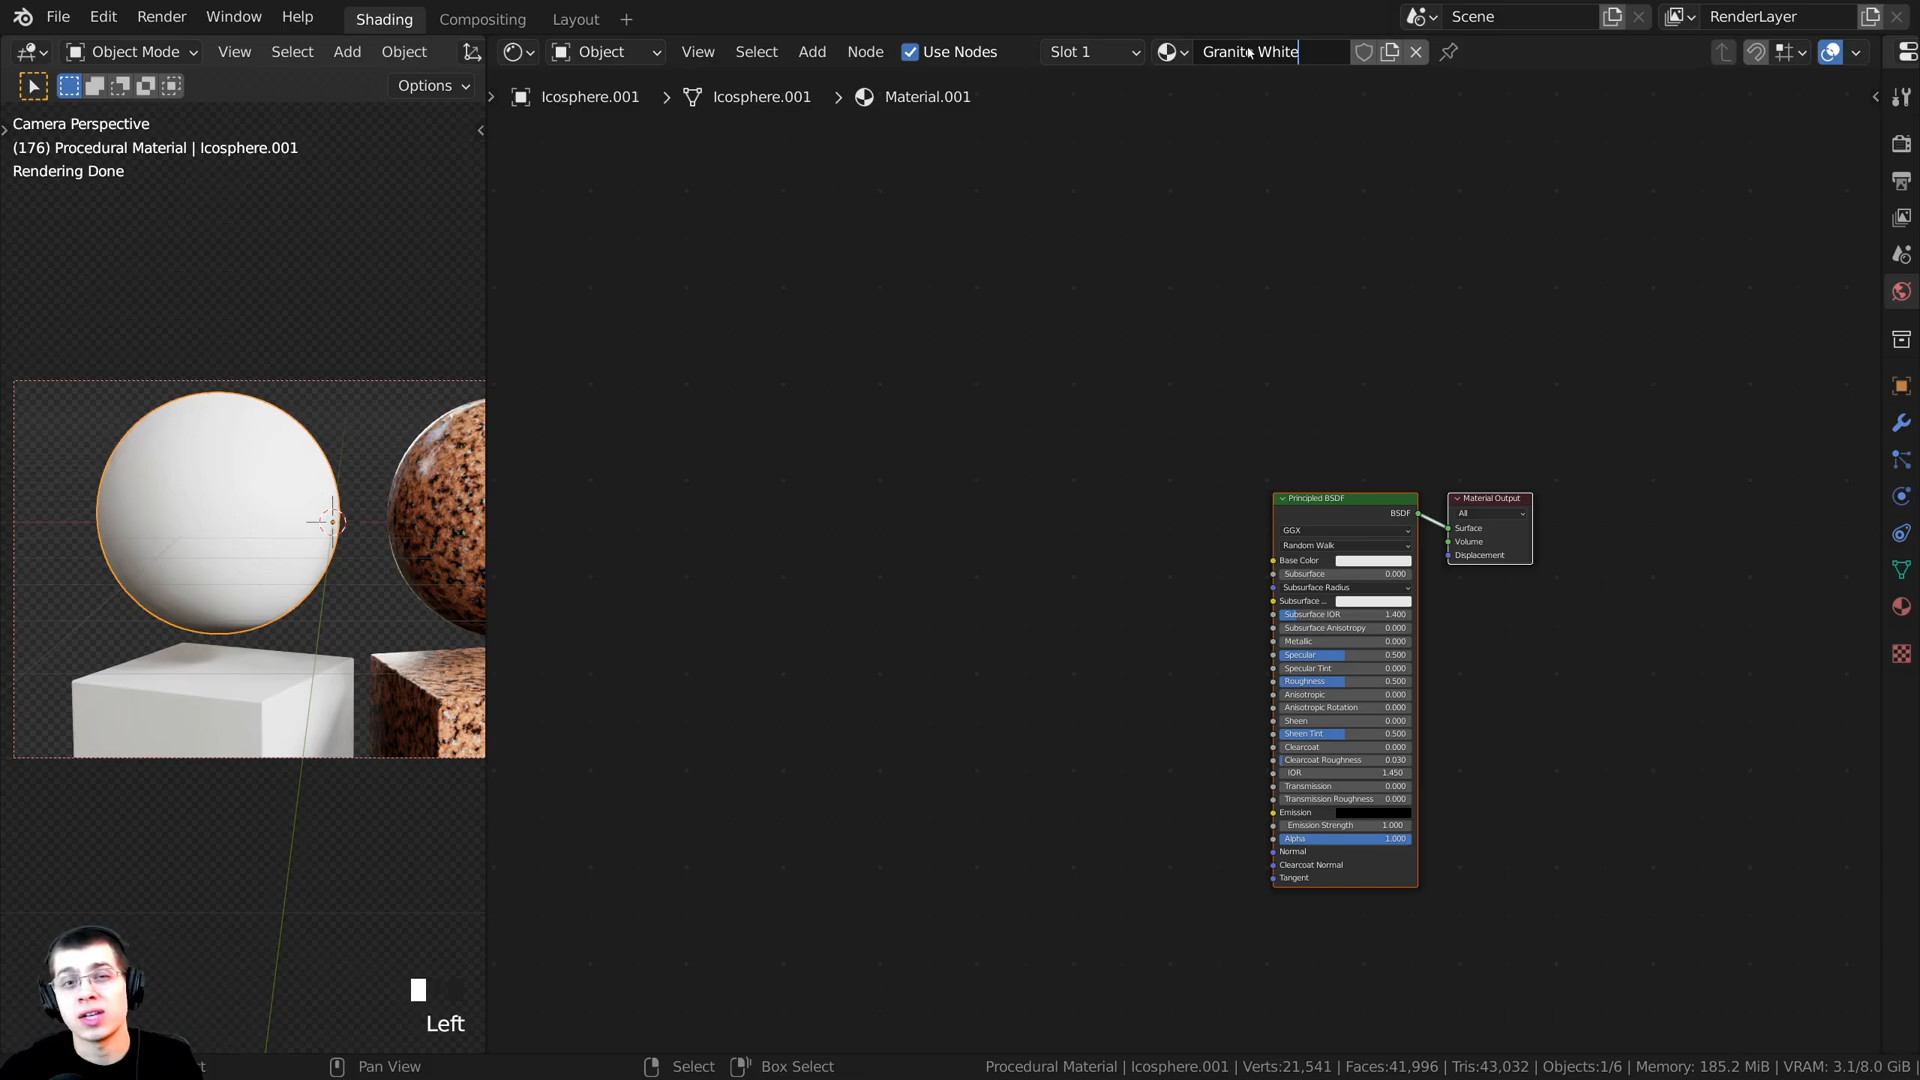 File Edit Render Window Help Shading Compositing Layout + Scene RenderLayer
Object Mode View Select Add Object Object View Select Add Node Use Nodes Slot 1 Granite White
Options
Icosphere.001 > Icosphere.001 > Material.001
Camera Perspective
(176) Procedural Material | Icosphere.001
Rendering Done
Principled BSDF
BSDF
GGX
Random Walk
Base Color
Subsurface 0.000
Subsurface Radius
Subsurface ...
Subsurface IOR 1.400
Subsurface Anisotropy 0.000
Metallic 0.000
Specular 0.500
Specular Tint 0.000
Roughness 0.500
Anisotropic 0.000
Anisotropic Rotation 0.000
Sheen 0.000
Sheen Tint 0.500
Clearcoat 0.000
Clearcoat Roughness 0.030
IOR 1.450
Transmission 0.000
Transmission Roughness 0.000
Emission
Emission Strength 1.000
Alpha 1.000
Normal
Clearcoat Normal
Tangent
Material Output
All
Surface
Volume
Displacement
Left
Pan View Select Box Select Procedural Material | Icosphere.001 | Verts:21,541 | Faces:41,996 | Tris:43,032 | Objects:1/6 | Memory: 185.2 MiB | VRAM: 3.1/8.0 GiB